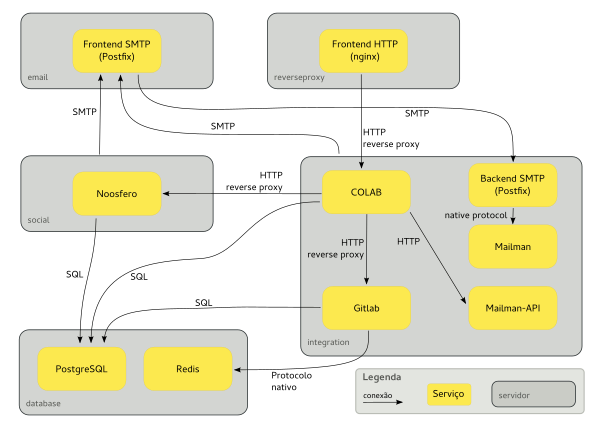 Frontend SMTP
(Postfix)
email
Frontend HTTP
(nginx)
reverseproxy
SMTP
SMTP
SMTP
HTTP
reverse proxy
Noosfero
social
HTTP
reverse proxy
COLAB
Backend SMTP
(Postfix)
native protocol
Mailman
HTTP
reverse proxy
HTTP
SQL
SQL
SQL
Gitlab
Mailman-API
integration
PostgreSQL
Redis
database
Protocolo
nativo
Legenda
conexão
Serviço
servidor